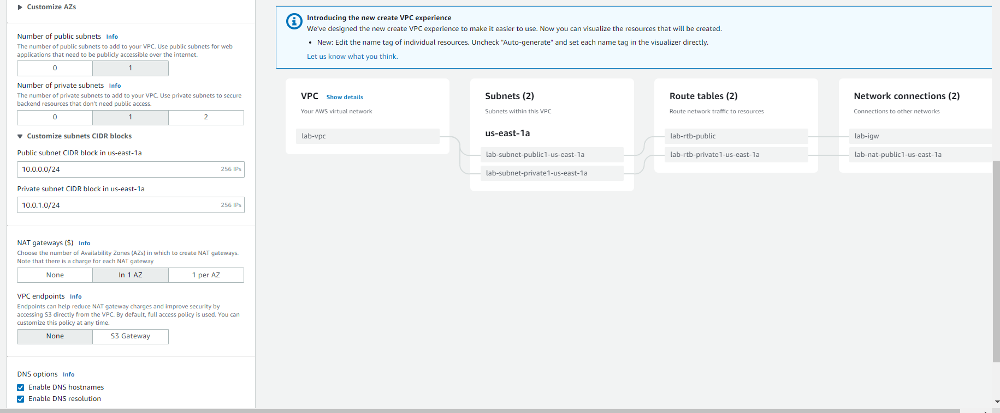 Customize AZs
Number of public subnets Info
The number of public subnets to add to your VPC. Use public subnets for web
applications that need to be publicly accessible over the internet.
0 1
Number of private subnets Info
The number of private subnets to add to your VPC. Use private subnets to secure
backend resources that don't need public access.
0 1 2
Customize subnets CIDR blocks
Public subnet CIDR block in us-east-1a
10.0.0.0/24 256 IPs
Private subnet CIDR block in us-east-1a
10.0.1.0/24 256 IPs
NAT gateways ($) Info
Choose the number of Availability Zones (AZs) in which to create NAT gateways.
Note that there is a charge for each NAT gateway
None In 1 AZ 1 per AZ
VPC endpoints Info
Endpoints can help reduce NAT gateway charges and improve security by
accessing S3 directly from the VPC. By default, full access policy is used. You can
customize this policy at any time.
None S3 Gateway
DNS options Info
Enable DNS hostnames
Enable DNS resolution
Introducing the new create VPC experience
We've designed the new create VPC experience to make it easier to use. Now you can visualize the resources that will be created.
• New: Edit the name tag of individual resources. Uncheck "Auto-generate" and set each name tag in the visualizer directly.
Let us know what you think.
VPC Show details
Your AWS virtual network
lab-vpc
Subnets (2)
Subnets within this VPC
us-east-1a
lab-subnet-public1-us-east-1a
lab-subnet-private1-us-east-1a
Route tables (2)
Route network traffic to resources
lab-rtb-public
lab-rtb-private1-us-east-1a
Network connections (2)
Connections to other networks
lab-igw
lab-nat-public1-us-east-1a